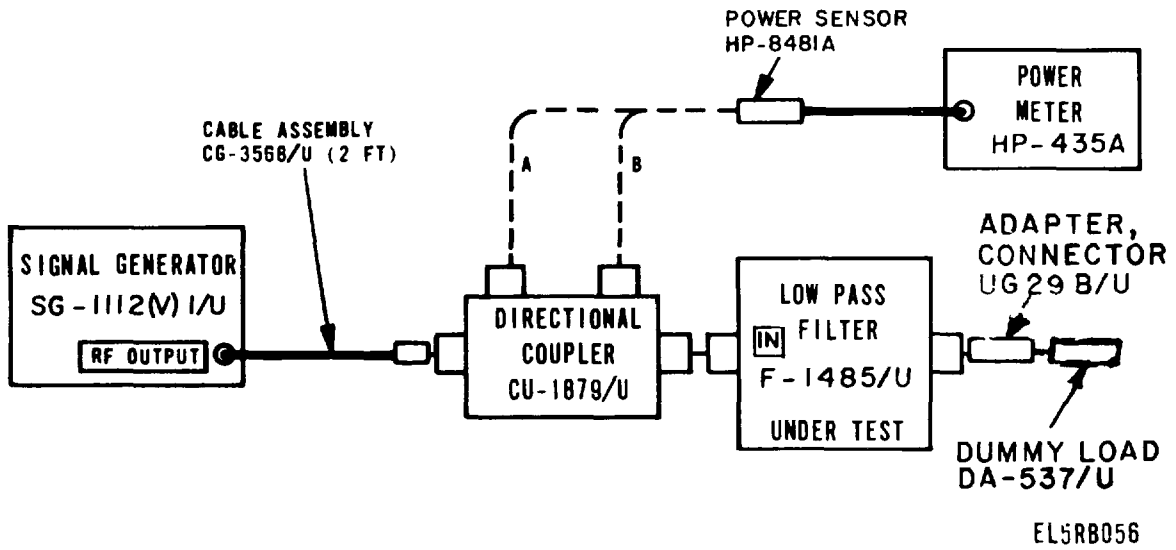 POWER SENSOR
HP-8481A
POWER
METER
HP-435A
CABLE ASSEMBLY
CG-3568/U (2 FT)
A
B
SIGNAL GENERATOR
SG-1112(V) I/U
RF OUTPUT
DIRECTIONAL
COUPLER
CU-1879/U
LOW PASS
FILTER
IN
F-1485/U
UNDER TEST
ADAPTER,
CONNECTOR
UG 29 B/U
DUMMY LOAD
DA-537/U
EL5RB056